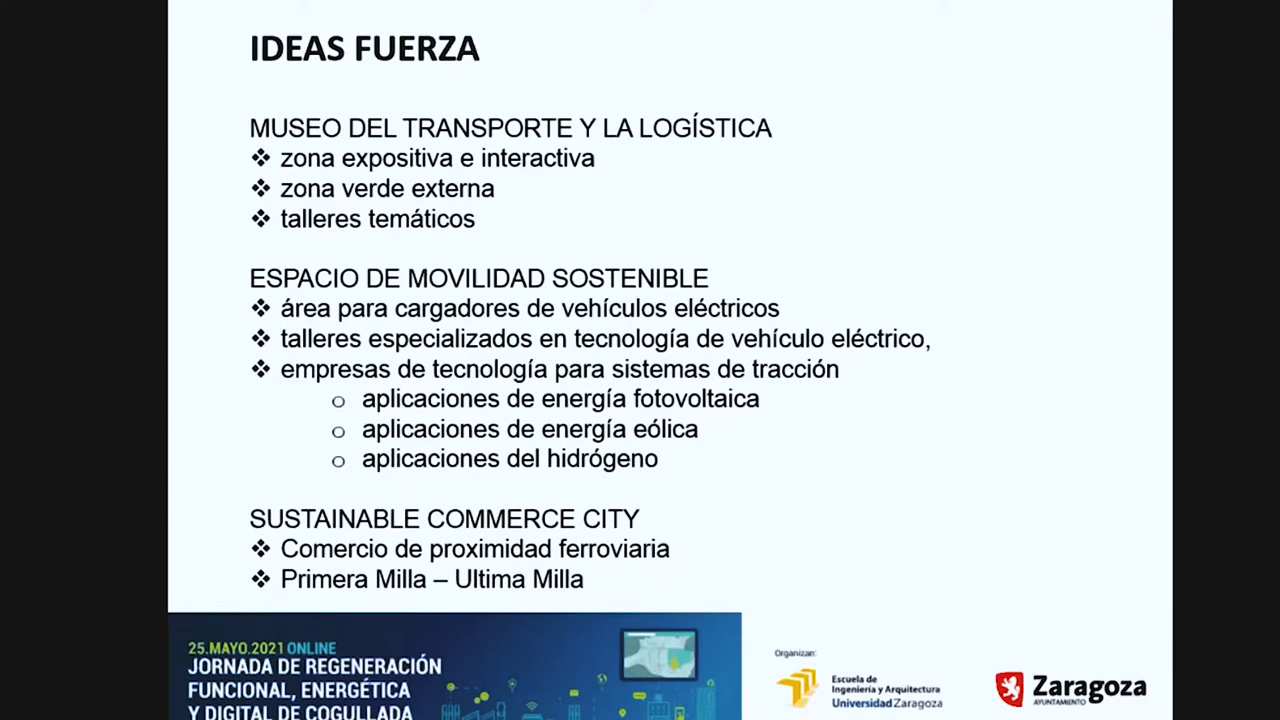 IDEAS FUERZA
MUSEO DEL TRANSPORTE Y LA LOGÍSTICA
❖ zona expositiva e interactiva
❖ zona verde externa
❖ talleres temáticos
ESPACIO DE MOVILIDAD SOSTENIBLE
❖ área para cargadores de vehículos eléctricos
❖ talleres especializados en tecnología de vehículo eléctrico,
❖ empresas de tecnología para sistemas de tracción
o aplicaciones de energía fotovoltaica
o aplicaciones de energía eólica
o aplicaciones del hidrógeno
SUSTAINABLE COMMERCE CITY
❖ Comercio de proximidad ferroviaria
❖ Primera Milla – Ultima Milla
25.MAYO.2021 ONLINE
JORNADA DE REGENERACIÓN
FUNCIONAL, ENERGÉTICA
Y DIGITAL DE COGULLADA
Organizan:
Escuela de
Ingeniería y Arquitectura
Universidad Zaragoza
Zaragoza
AYUNTAMIENTO